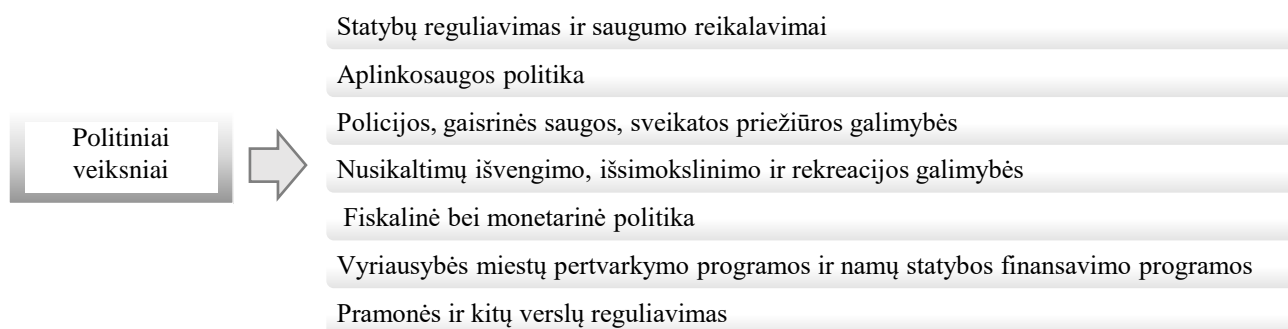 Statybų reguliavimas ir saugumo reikalavimai
Aplinkosaugos politika
Policijos, gaisrinės saugos, sveikatos priežiūros galimybės
Politiniai
veiksniai
Nusikaltimų išvengimo, išsimokslinimo ir rekreacijos galimybės
Fiskalinė bei monetarinė politika
Vyriausybės miestų pertvarkymo programos ir namų statybos finansavimo programos
Pramonės ir kitų verslų reguliavimas